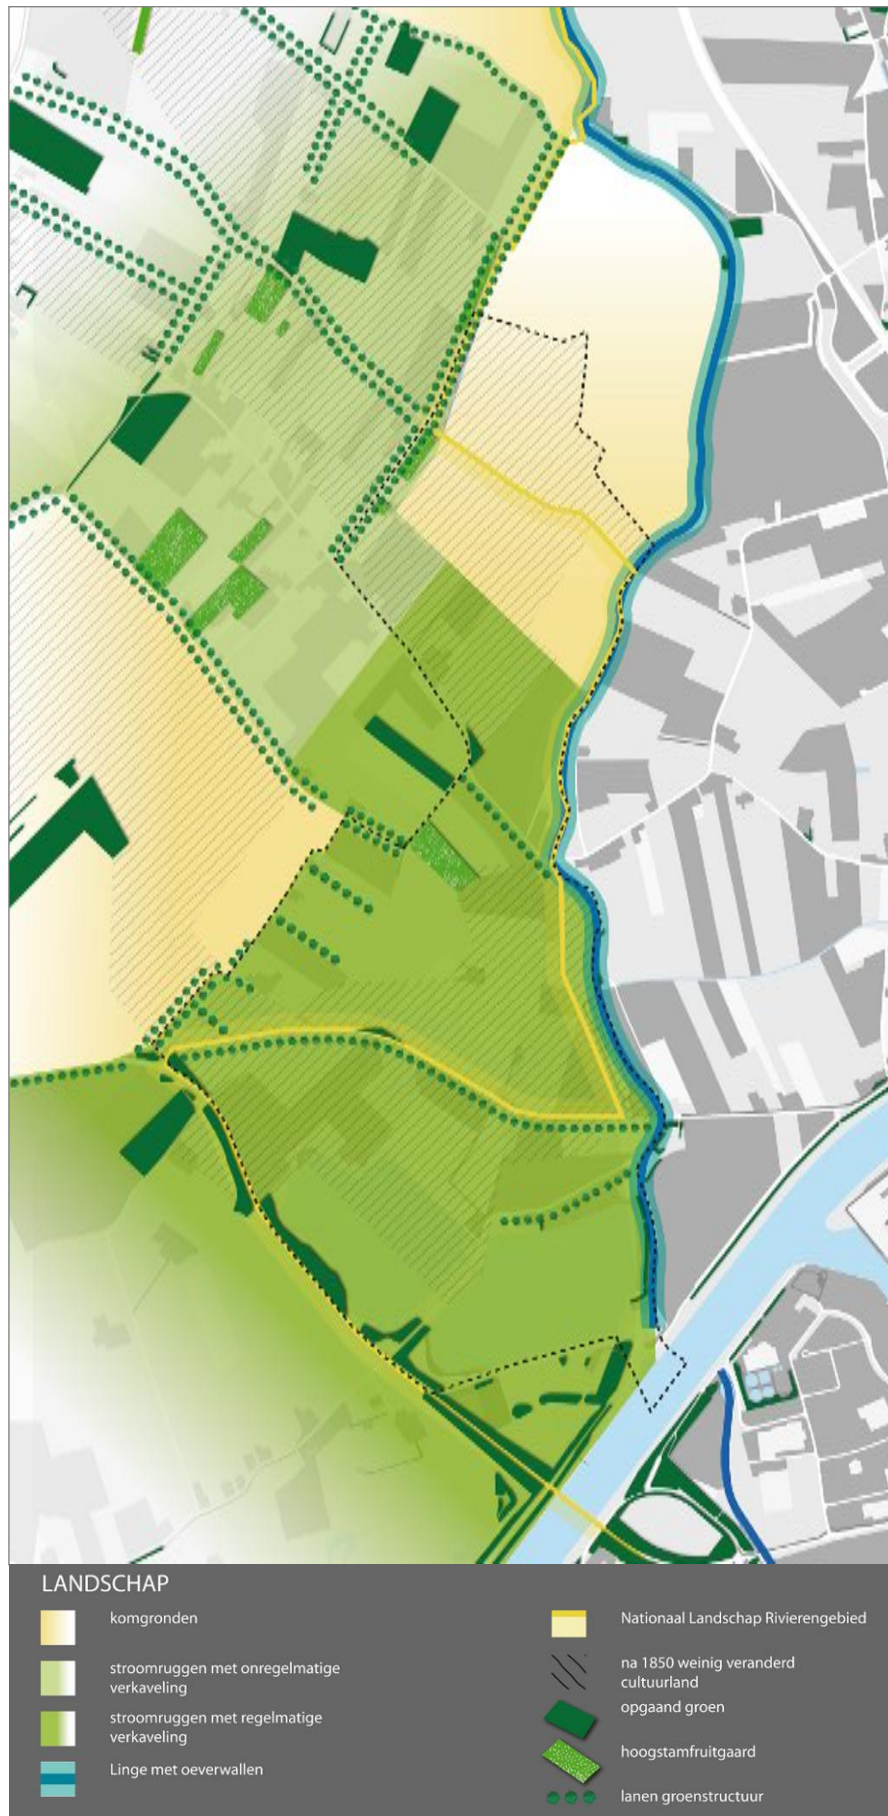 LANDSCHAP
komgronden
stroomruggen met onregelmatige
verkaveling
stroomruggen met regelmatige
verkaveling
Linge met oeverwallen
Nationaal Landschap Rivierengebied
na 1850 weinig veranderd
cultuurland
opgaand groen
hoogstamfruitgaard
lanen groenstructuur